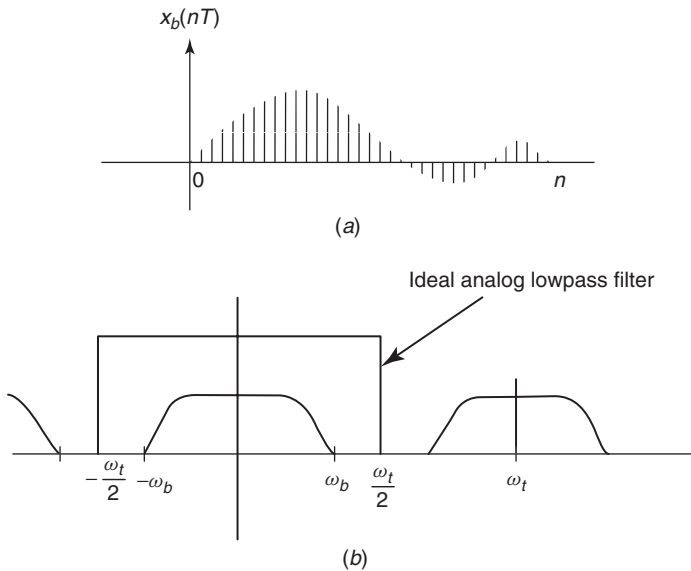 x_b(nT)
0 n
(a)
Ideal analog lowpass filter
-ω_t/2 -ω_b ω_b ω_t/2 ω_t
(b)